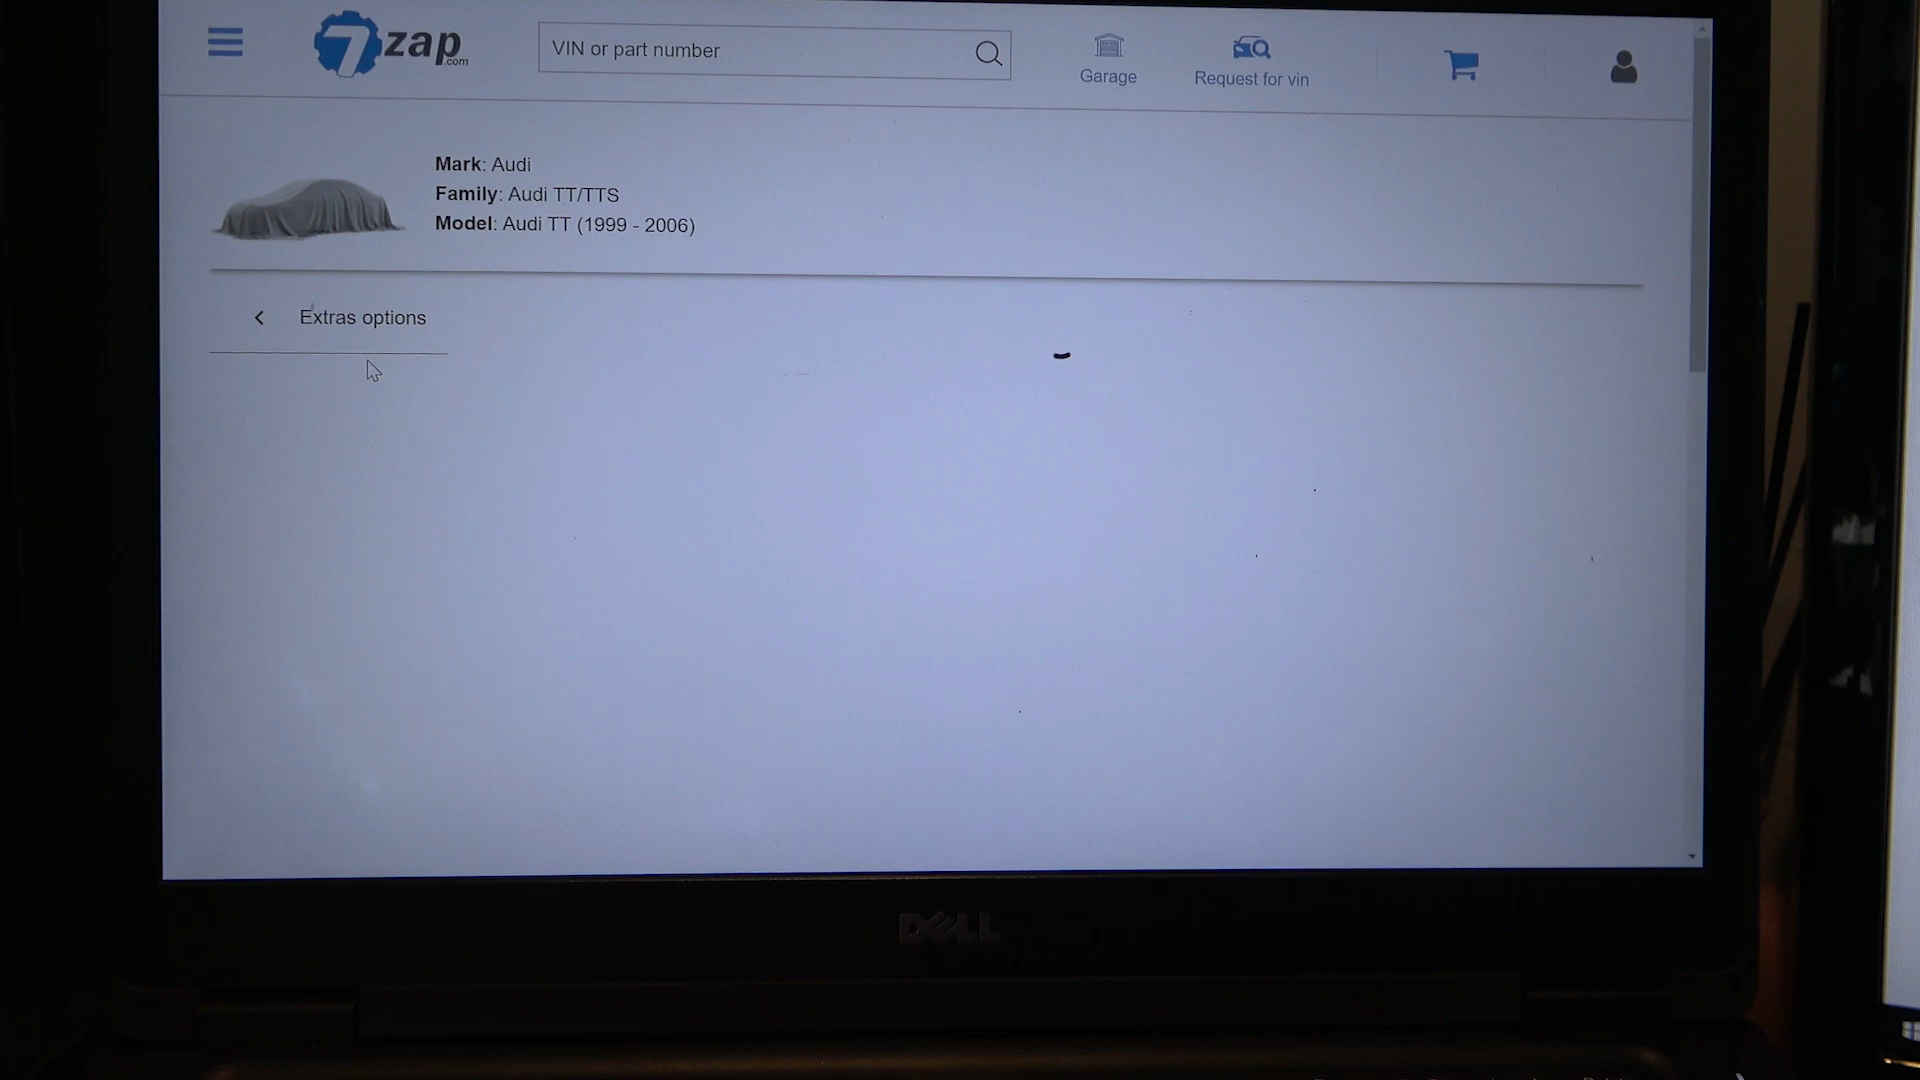 7zap.com
VIN or part number
Garage
Request for vin
Mark: Audi
Family: Audi TT/TTS
Model: Audi TT (1999 - 2006)
Extras options
DELL